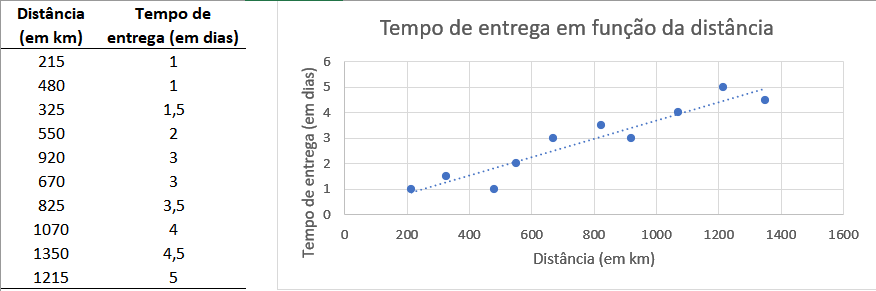 Distância Tempo de
(em km) entrega (em dias)
215 1
480 1
325 1,5
550 2
920 3
670 3
825 3,5
1070 4
1350 4,5
1215 5
Tempo de entrega em função da distância
Tempo de entrega (em dias)
6
5
4
3
2
1
0
0 200 400 600 800 1000 1200 1400 1600
Distância (em km)